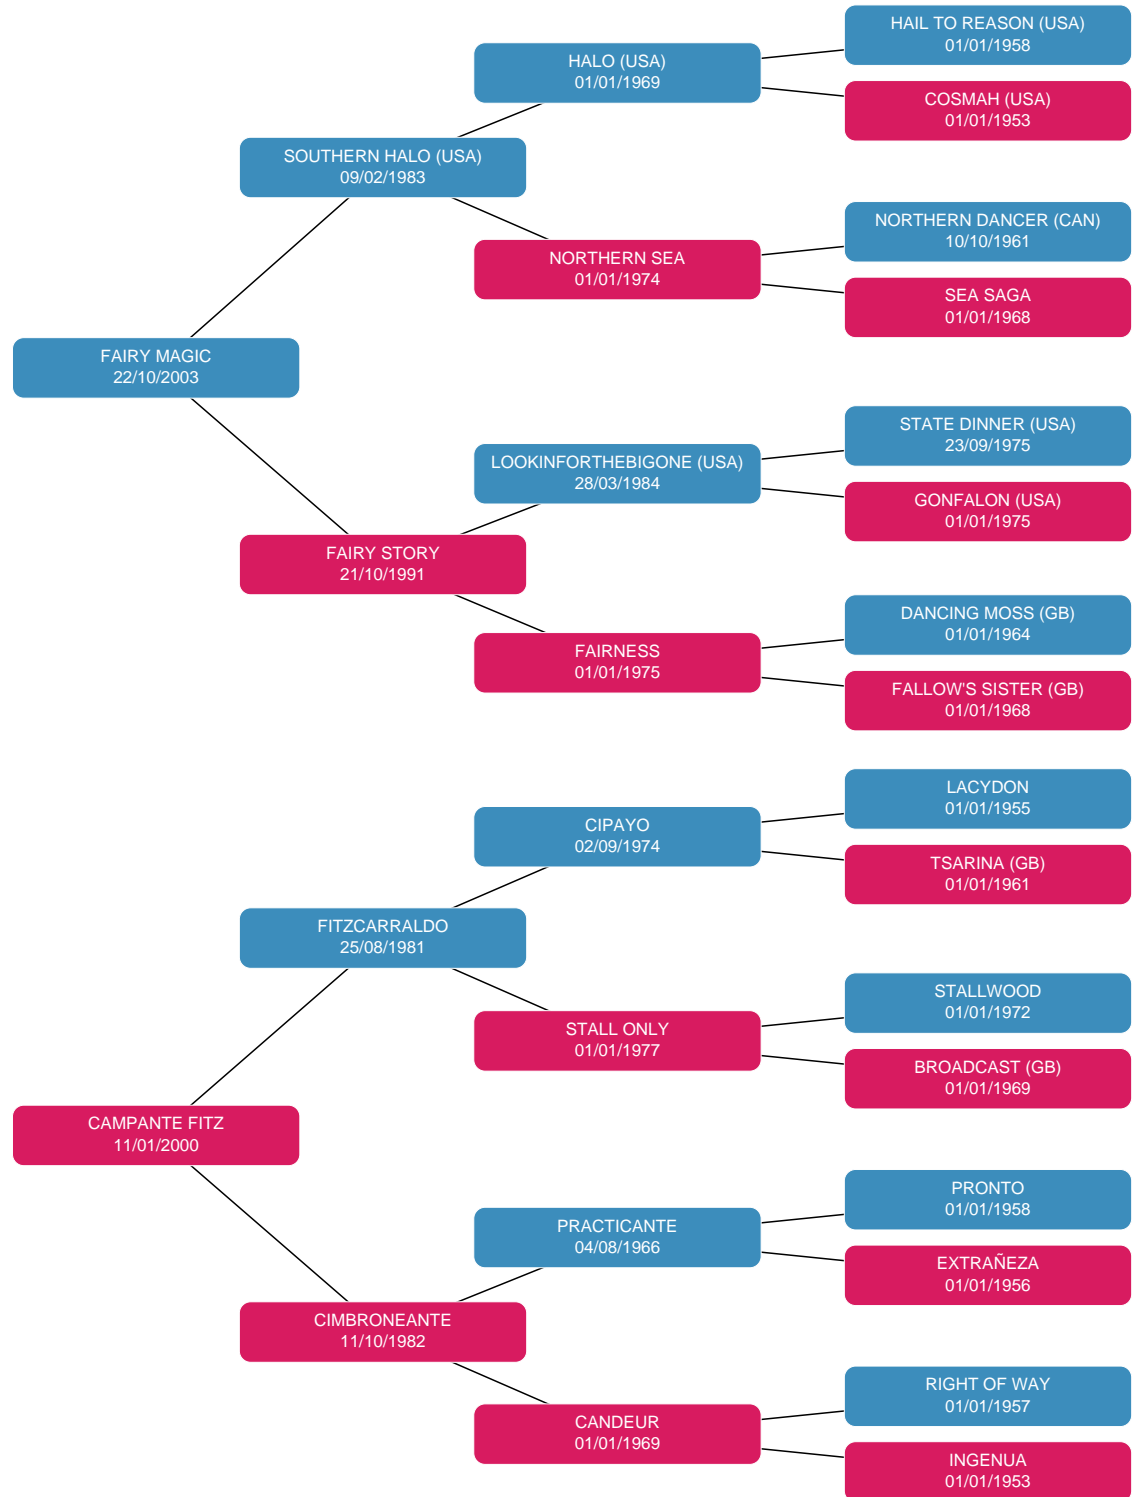 HAIL TO REASON (USA)
01/01/1958
HALO (USA)
01/01/1969
COSMAH (USA)
01/01/1953
SOUTHERN HALO (USA)
09/02/1983
NORTHERN DANCER (CAN)
10/10/1961
NORTHERN SEA
01/01/1974
SEA SAGA
01/01/1968
FAIRY MAGIC
22/10/2003
STATE DINNER (USA)
23/09/1975
LOOKINFORTHEBIGONE (USA)
28/03/1984
GONFALON (USA)
01/01/1975
FAIRY STORY
21/10/1991
DANCING MOSS (GB)
01/01/1964
FAIRNESS
01/01/1975
FALLOW'S SISTER (GB)
01/01/1968
LACYDON
01/01/1955
CIPAYO
02/09/1974
TSARINA (GB)
01/01/1961
FITZCARRALDO
25/08/1981
STALLWOOD
01/01/1972
STALL ONLY
01/01/1977
BROADCAST (GB)
01/01/1969
CAMPANTE FITZ
11/01/2000
PRONTO
01/01/1958
PRACTICANTE
04/08/1966
EXTRAÑEZA
01/01/1956
CIMBRONEANTE
11/10/1982
RIGHT OF WAY
01/01/1957
CANDEUR
01/01/1969
INGENUA
01/01/1953